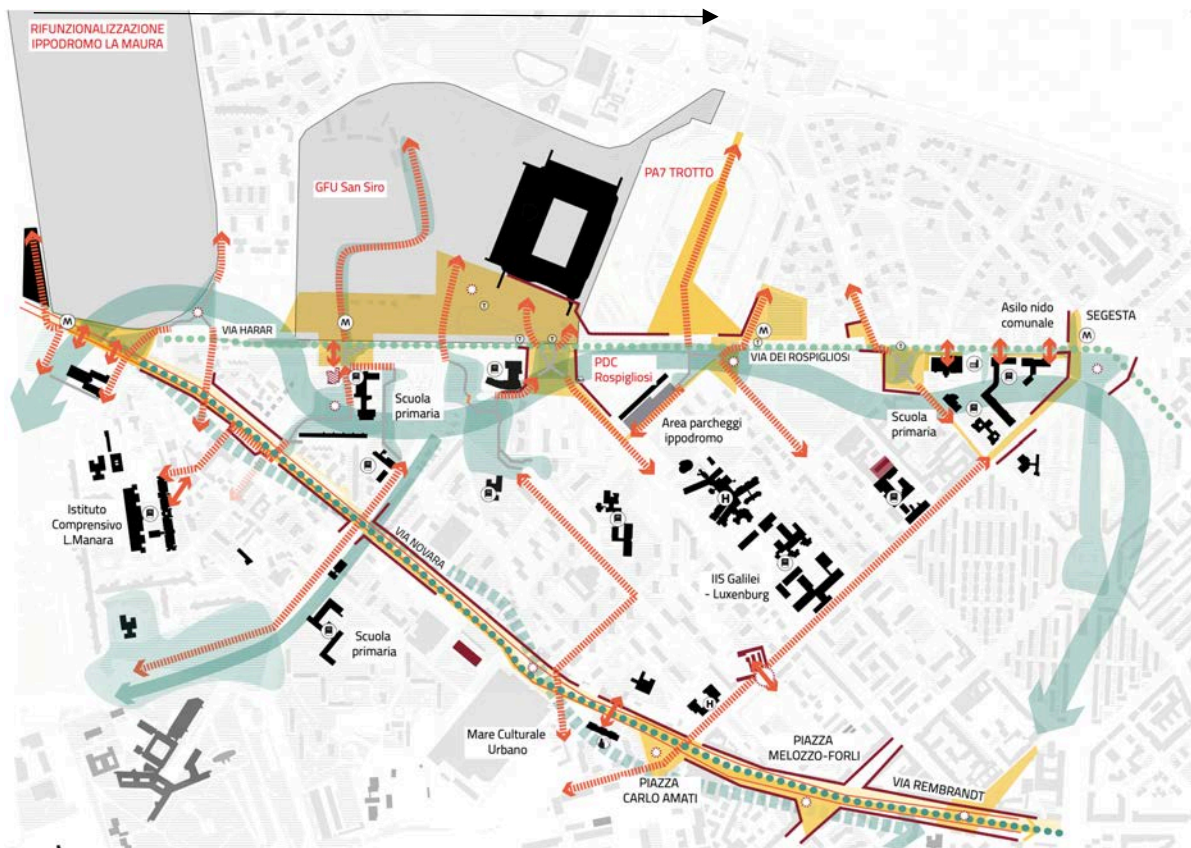 RIFUNZIONALIZZAZIONE
IPPODROMO LA MAURA
GFU San Siro
PA7 TROTTO
M
VIA HARAR
M
T
T
T
T
M
T
VIA DEI ROSPIGLIOSI
Asilo nido
comunale
SEGESTA
M
PDC
Rospigliosi
Scuola
primaria
Area parcheggi
ippodromo
Scuola
primaria
H
Istituto
Comprensivo
L.Manara
VIA NOVARA
IIS Galilei
- Luxenburg
Scuola
primaria
H
Mare Culturale
Urbano
PIAZZA
CARLO AMATI
PIAZZA
MELOZZO-FORLI
VIA REMBRANDT